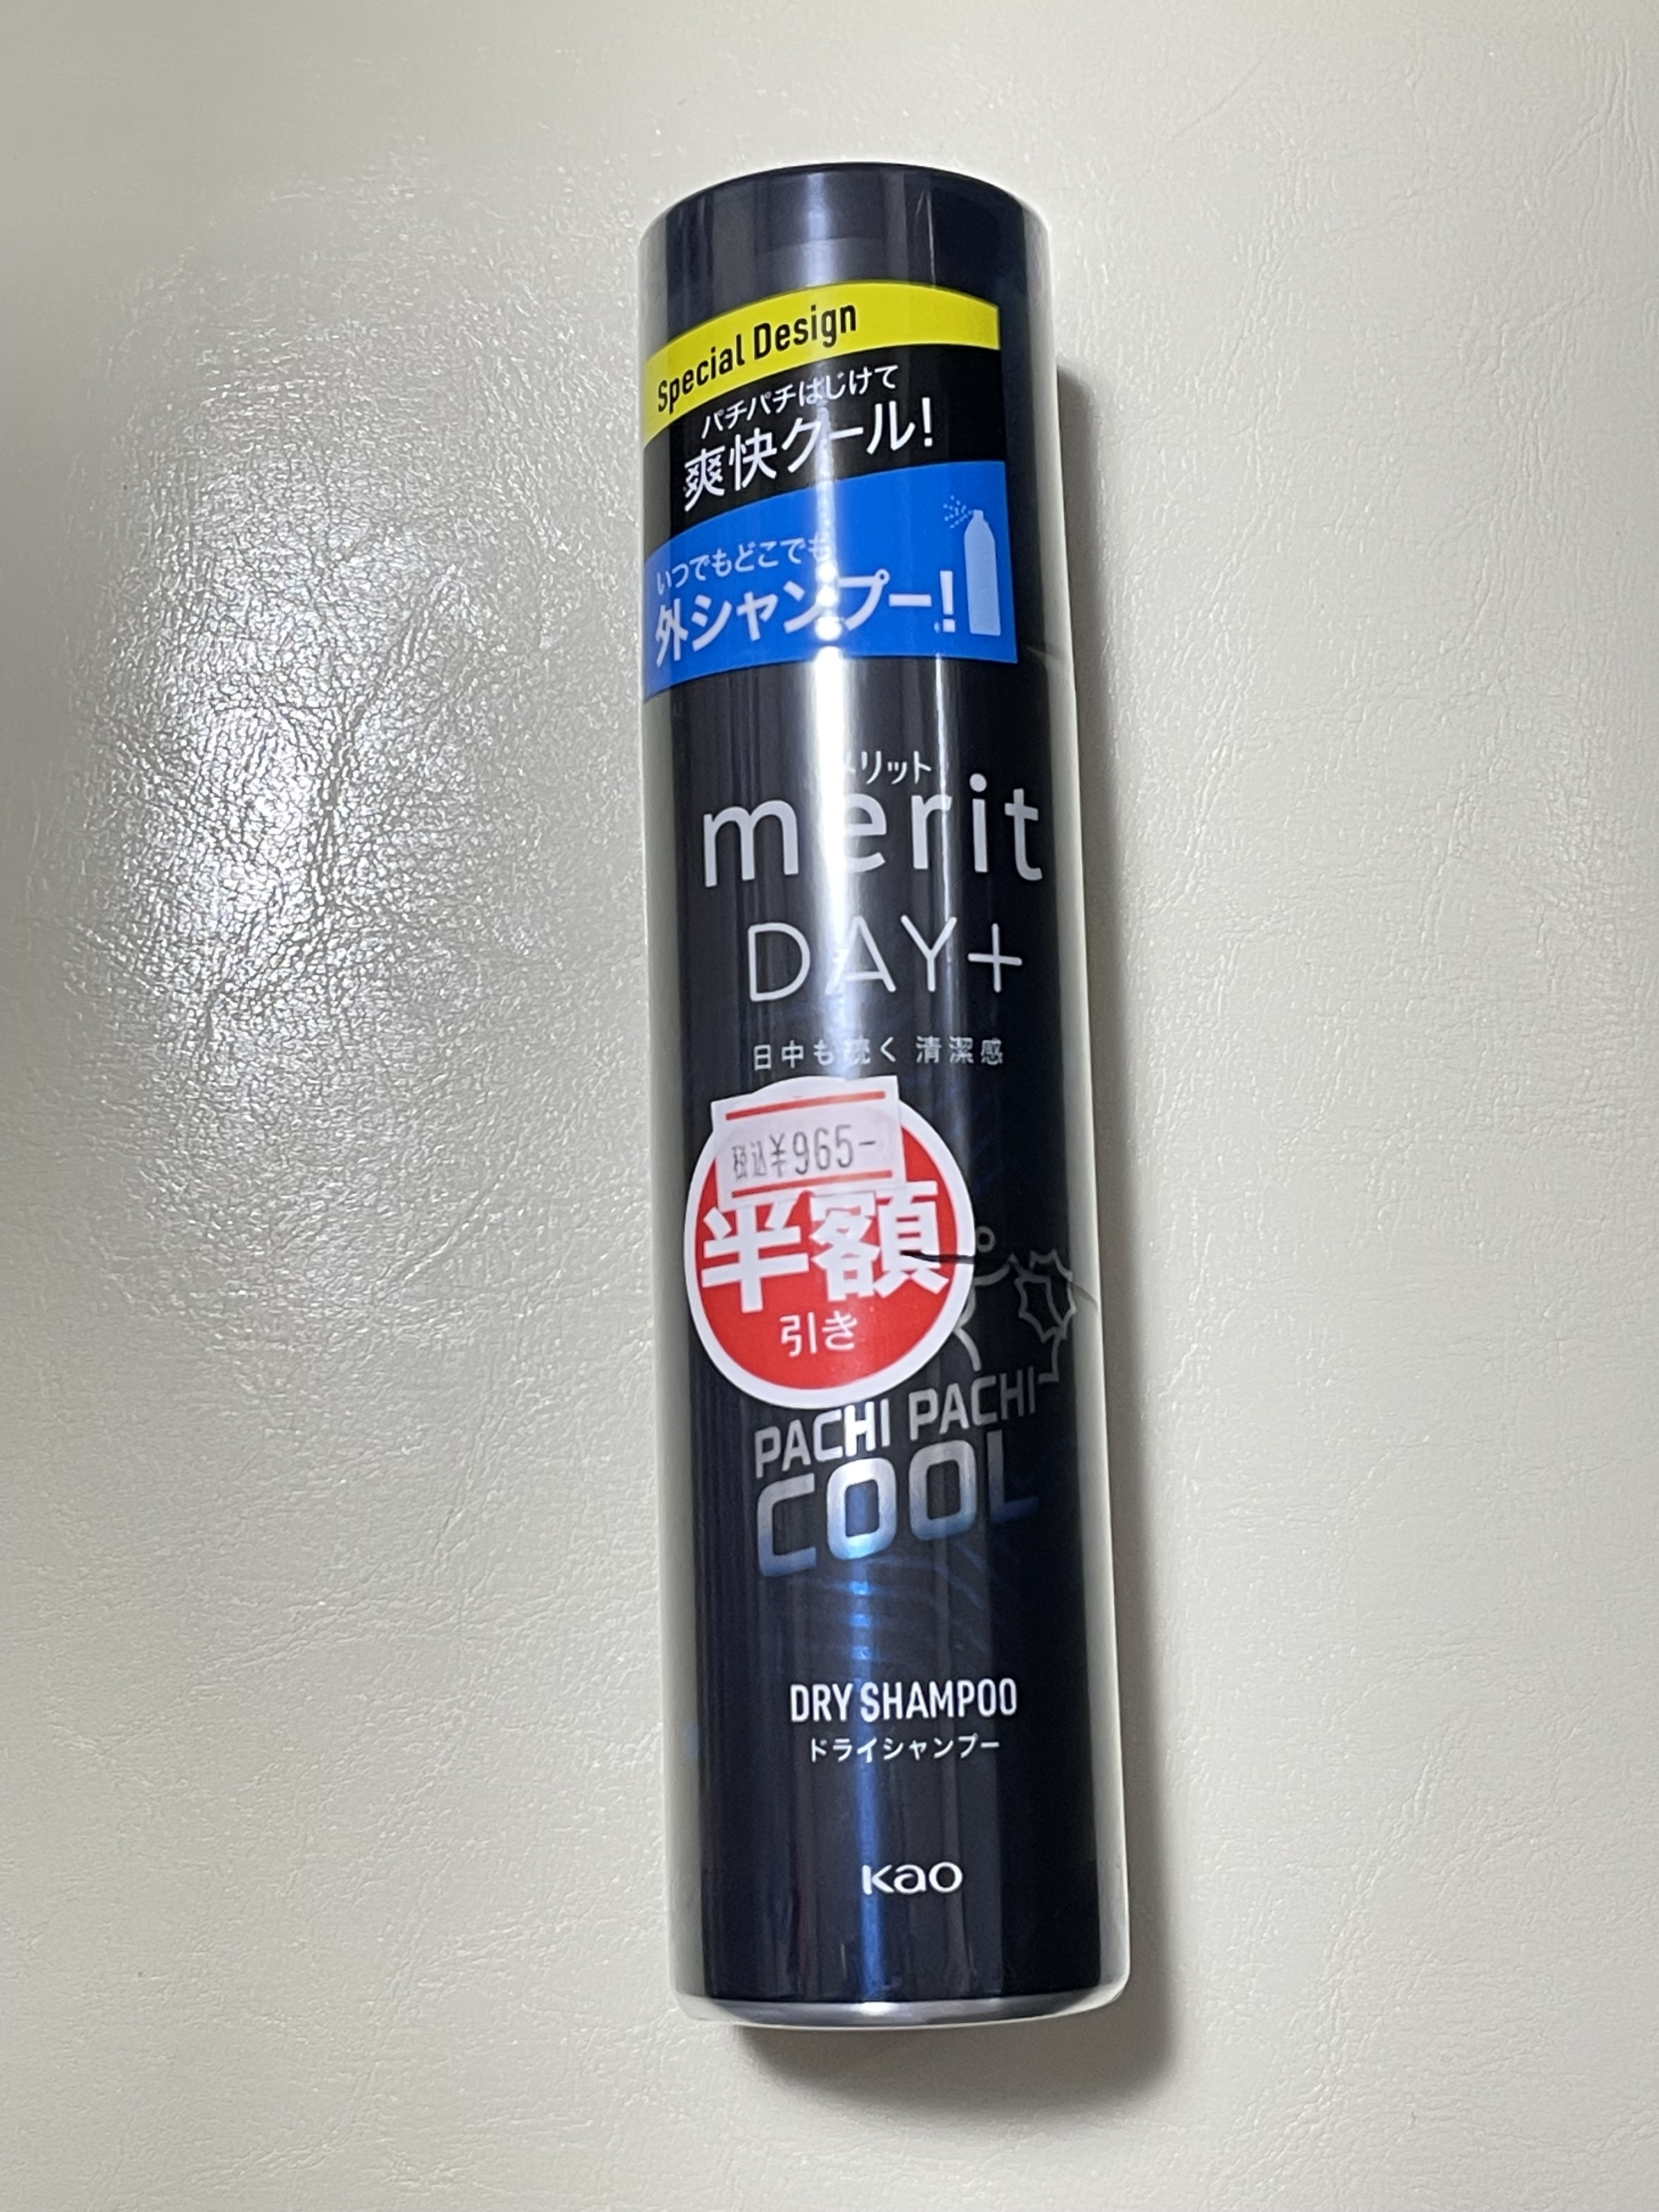 Special Design
パチパチはじけて
爽快クール!
いつでもどこでも
外シャンプー!
メリット
merit
DAY+
日中も続く 清潔感
税込¥965-
半額
引き
PACHI PACHI
COOL
DRY SHAMPOO
ドライシャンプー
Kao